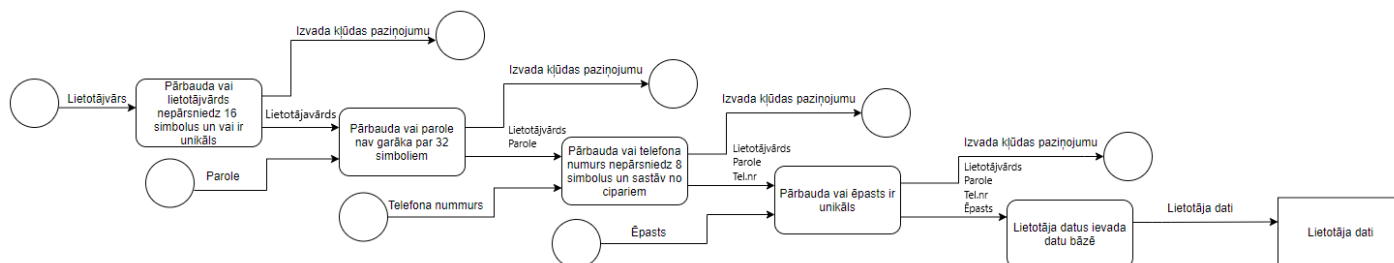 Izvada kļūdas paziņojumu
Lietotājvārs
Pārbauda vai
lietotājvārds
nepārsniedz 16
simbolus un vai ir
unikāls
Izvada kļūdas paziņojumu
Lietotājavārds
Pārbauda vai parole
nav garāka par 32
simboliem
Parole
Izvada kļūdas paziņojumu
Lietotājvārds
Parole
Pārbauda vai telefona
numurs nepārsniedz 8
simbolus un sastāv no
cipariem
Telefona nummurs
Izvada kļūdas paziņojumu
Lietotājvārds
Parole
Tel.nr
Pārbauda vai ēpasts ir
unikāls
Ēpasts
Lietotājvārds
Parole
Tel.nr
Ēpasts
Lietotāja datus ievada
datu bāzē
Lietotāja dati
Lietotāja dati